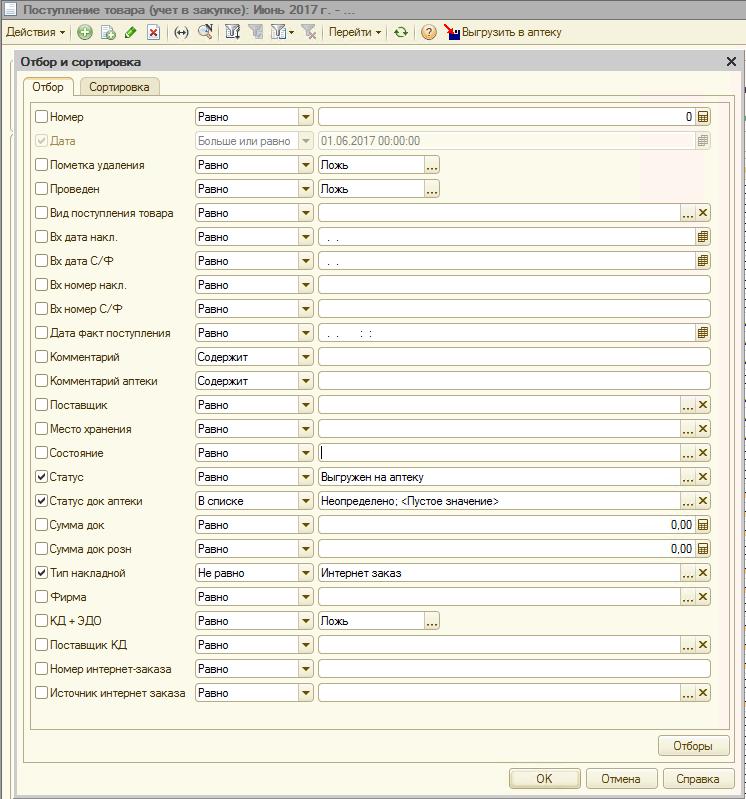 Поступление товара (учет в закупке): Июнь 2017 г. - ...
Действия Перейти Выгрузить в аптеку
Отбор и сортировка
Отбор Сортировка
Номер Равно 0
Дата Больше или равно 01.06.2017 00:00:00
Пометка удаления Равно Ложь ...
Проведен Равно Ложь ...
Вид поступления товара Равно ...
Вх дата накл. Равно . .
Вх дата С/Ф Равно . .
Вх номер накл. Равно
Вх номер С/Ф Равно
Дата факт поступления Равно . . : :
Комментарий Содержит
Комментарий аптеки Содержит
Поставщик Равно ...
Место хранения Равно ...
Состояние Равно ...
Статус Равно Выгружен на аптеку ...
Статус док аптеки В списке Неопределено; <Пустое значение> ...
Сумма док Равно 0,00
Сумма док розн Равно 0,00
Тип накладной Не равно Интернет заказ ...
Фирма Равно ...
КД + ЭДО Равно Ложь ...
Поставщик КД Равно ...
Номер интернет-заказа Равно
Источник интернет заказа Равно ...
Отборы
OK Отмена Справка